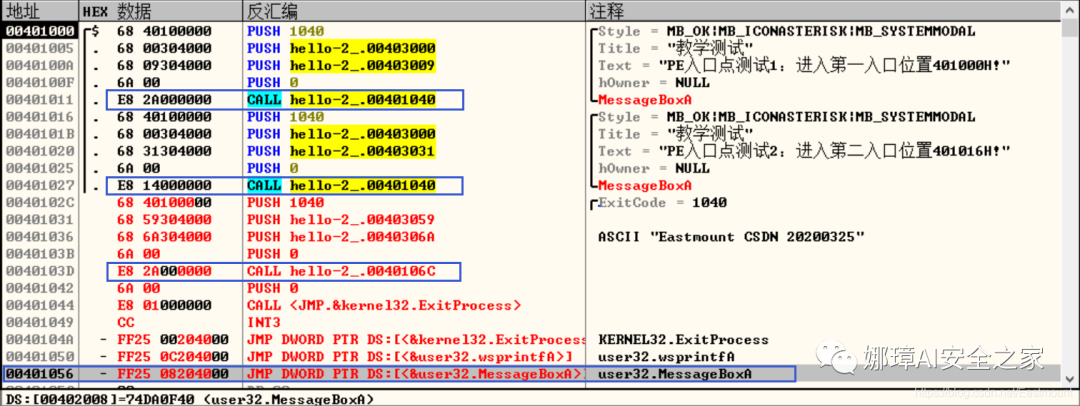 地址 HEX 数据 反汇编 注释
00401000 $ 68 40100000 PUSH 1040 Style = MB_OK|MB_ICONASTERISK|MB_SYSTEMMODAL
00401005 . 68 00304000 PUSH hello-2_.00403000 Title = "教学测试"
0040100A . 68 09304000 PUSH hello-2_.00403009 Text = "PE入口点测试1：进入第一入口位置401000H!"
0040100F . 6A 00 PUSH 0 hOwner = NULL
00401011 . E8 2A000000 CALL hello-2_.00401040 MessageBoxA
00401016 . 68 40100000 PUSH 1040 Style = MB_OK|MB_ICONASTERISK|MB_SYSTEMMODAL
0040101B . 68 00304000 PUSH hello-2_.00403000 Title = "教学测试"
00401020 . 68 31304000 PUSH hello-2_.00403031 Text = "PE入口点测试2：进入第二入口位置401016H!"
00401025 . 6A 00 PUSH 0 hOwner = NULL
00401027 . E8 14000000 CALL hello-2_.00401040 MessageBoxA
0040102C 68 40100000 PUSH 1040 ExitCode = 1040
00401031 68 59304000 PUSH hello-2_.00403059
00401036 68 6A304000 PUSH hello-2_.0040306A ASCII "Eastmount CSDN 20200325"
0040103B 6A 00 PUSH 0
0040103D E8 2A000000 CALL hello-2_.0040106C
00401042 6A 00 PUSH 0
00401044 E8 01000000 CALL <JMP.&kernel32.ExitProcess>
00401049 CC INT3
0040104A - FF25 00204000 JMP DWORD PTR DS:[<&kernel32.ExitProcess KERNEL32.ExitProcess
00401050 - FF25 0C204000 JMP DWORD PTR DS:[<&user32.wsprintfA>] user32.wsprintfA
00401056 - FF25 08204000 JMP DWORD PTR DS:[<&user32.MessageBoxA>] user32.MessageBoxA
娜璋AI安全之家
DS:[00402008]=74DA0F40 (user32.MessageBoxA)